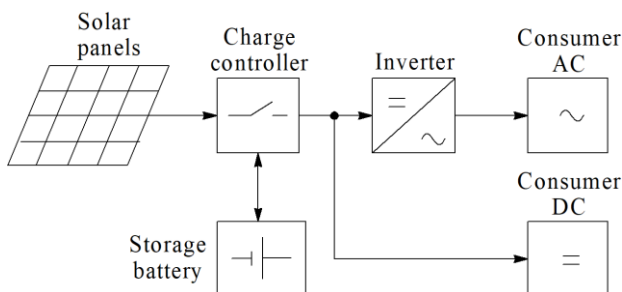 Solar
panels
Charge
controller
Inverter
Consumer
AC
Storage
battery
Consumer
DC